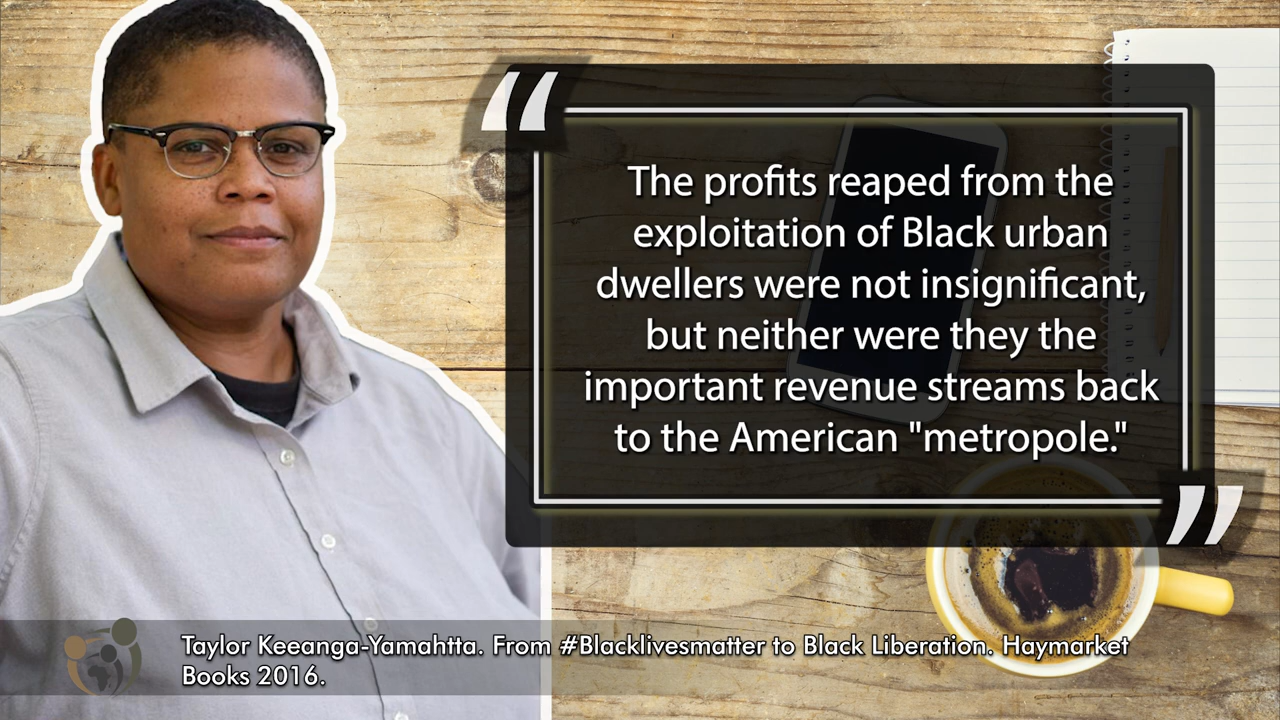 “
The profits reaped from the
exploitation of Black urban
dwellers were not insignificant,
but neither were they the
important revenue streams back
to the American "metropole."
”
Taylor Keeanga-Yamahtta. From #Blacklivesmatter to Black Liberation. Haymarket
Books 2016.